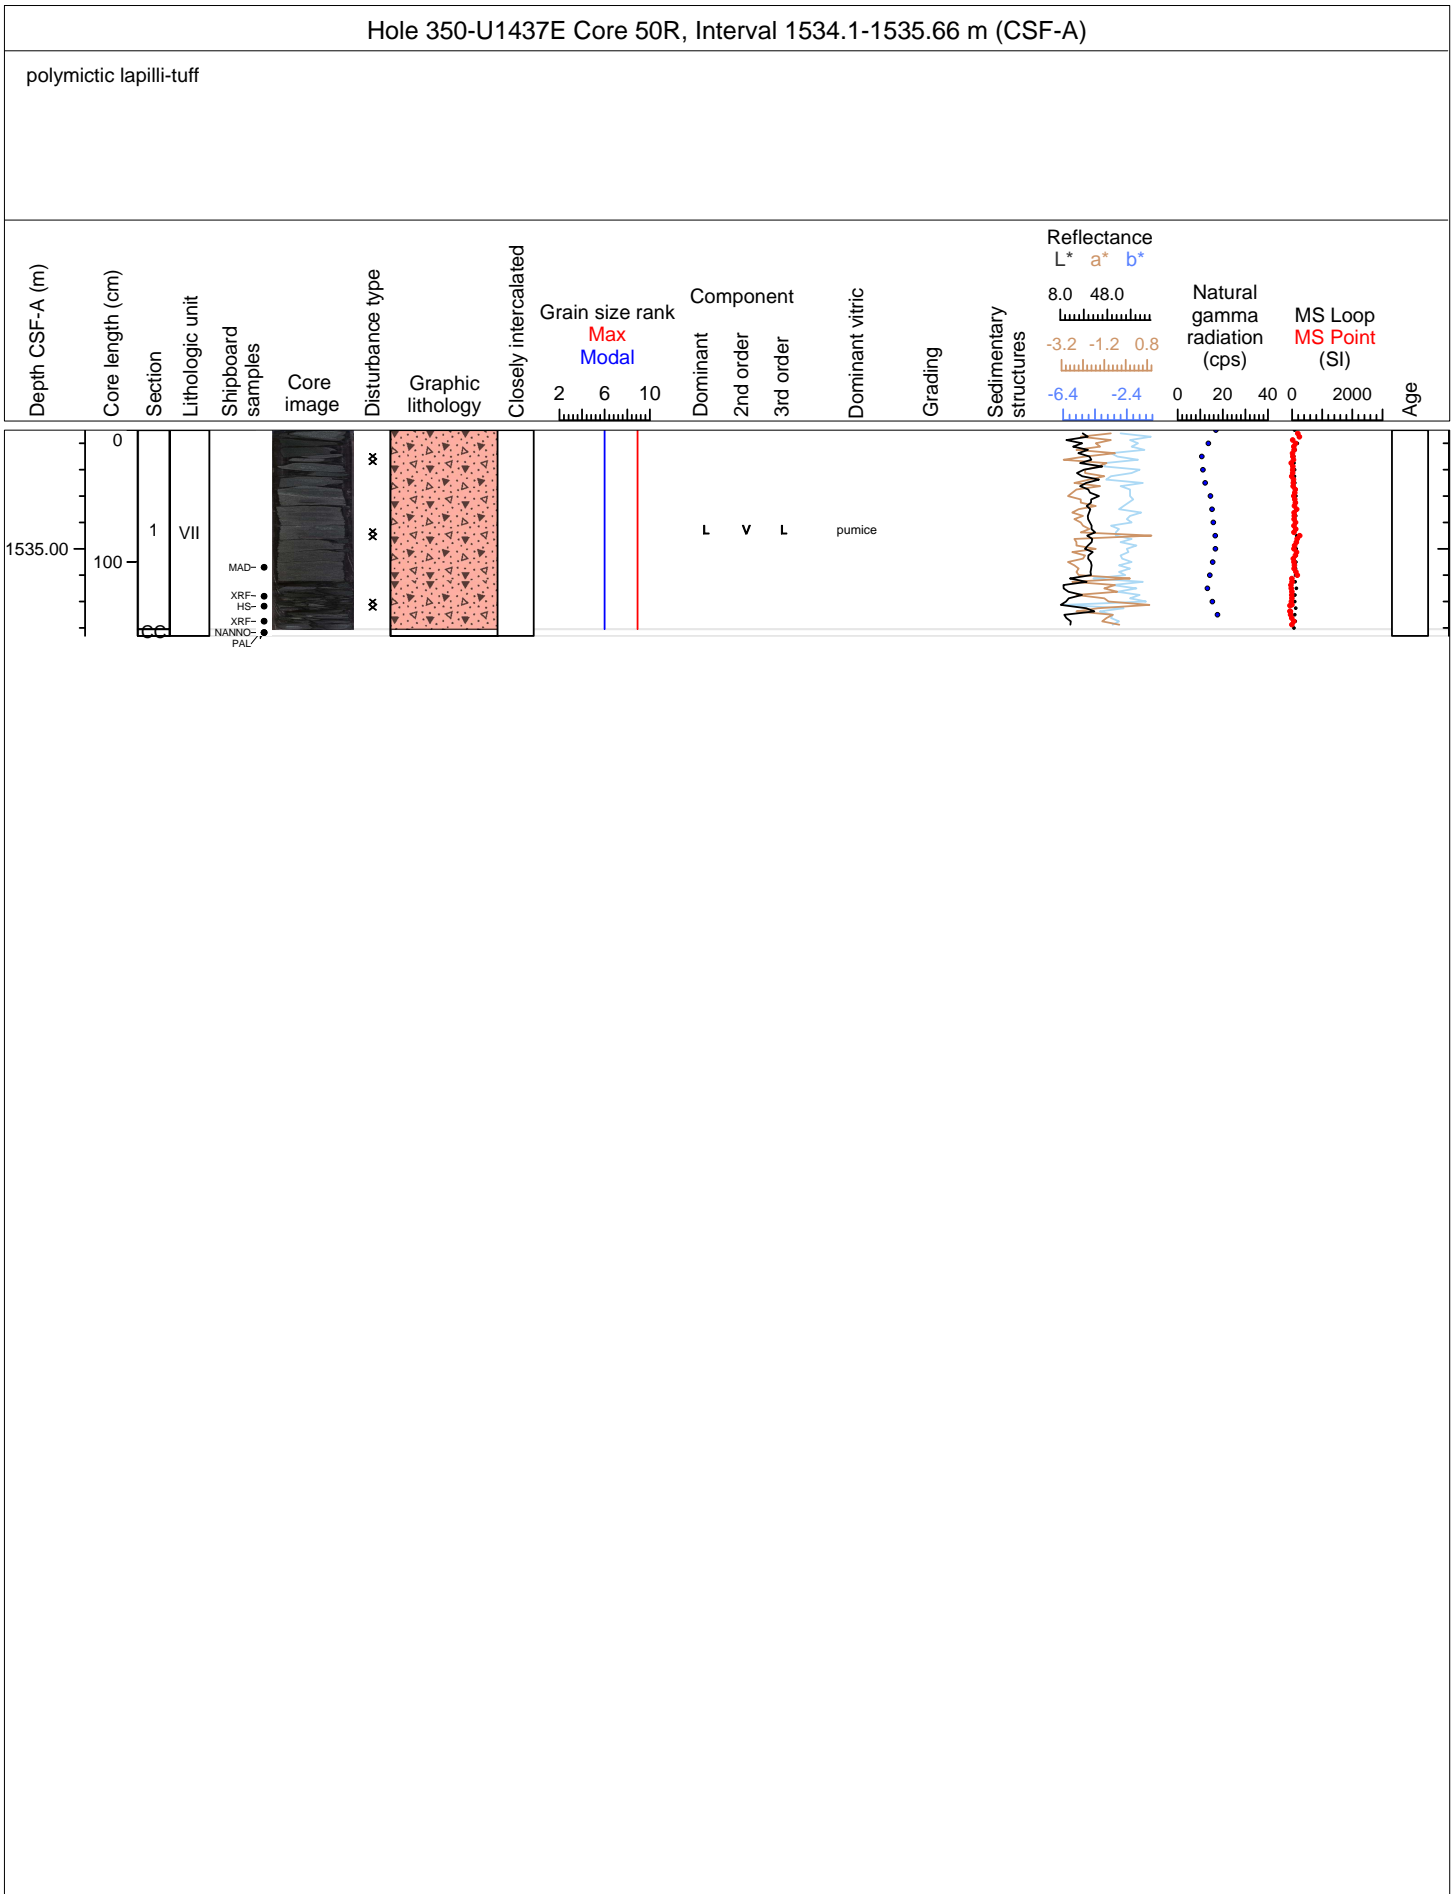 Hole 350-U1437E Core 50R, Interval 1534.1-1535.66 m (CSF-A)
polymictic lapilli-tuff
Depth CSF-A (m)
Core length (cm)
Section
Lithologic unit
Shipboard
samples
Core
image
Disturbance type
Graphic
lithology
Closely intercalated
Grain size rank
Max
Modal
2 6 10
Component
Dominant
2nd order
3rd order
Dominant vitric
Grading
Sedimentary
structures
Reflectance
L* a* b*
8.0 48.0
-3.2 -1.2 0.8
-6.4 -2.4
Natural
gamma
radiation
(cps)
0 20 40
MS Loop
MS Point
(SI)
0 2000
Age
0
1 VII
L V L pumice
1535.00
100
MAD
XRF
HS
XRF
CC NANNO
PAL